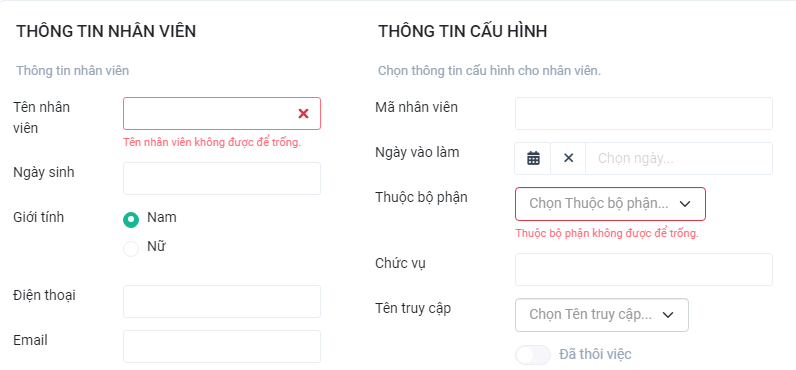 THÔNG TIN NHÂN VIÊN
Thông tin nhân viên
Tên nhân
viên
Tên nhân viên không được để trống.
Ngày sinh
Giới tính
Nam
Nữ
Điện thoại
Email
THÔNG TIN CẤU HÌNH
Chọn thông tin cấu hình cho nhân viên.
Mã nhân viên
Ngày vào làm
Chọn ngày...
Thuộc bộ phận
Chọn Thuộc bộ phận...
Thuộc bộ phận không được để trống.
Chức vụ
Tên truy cập
Chọn Tên truy cập...
Đã thôi việc